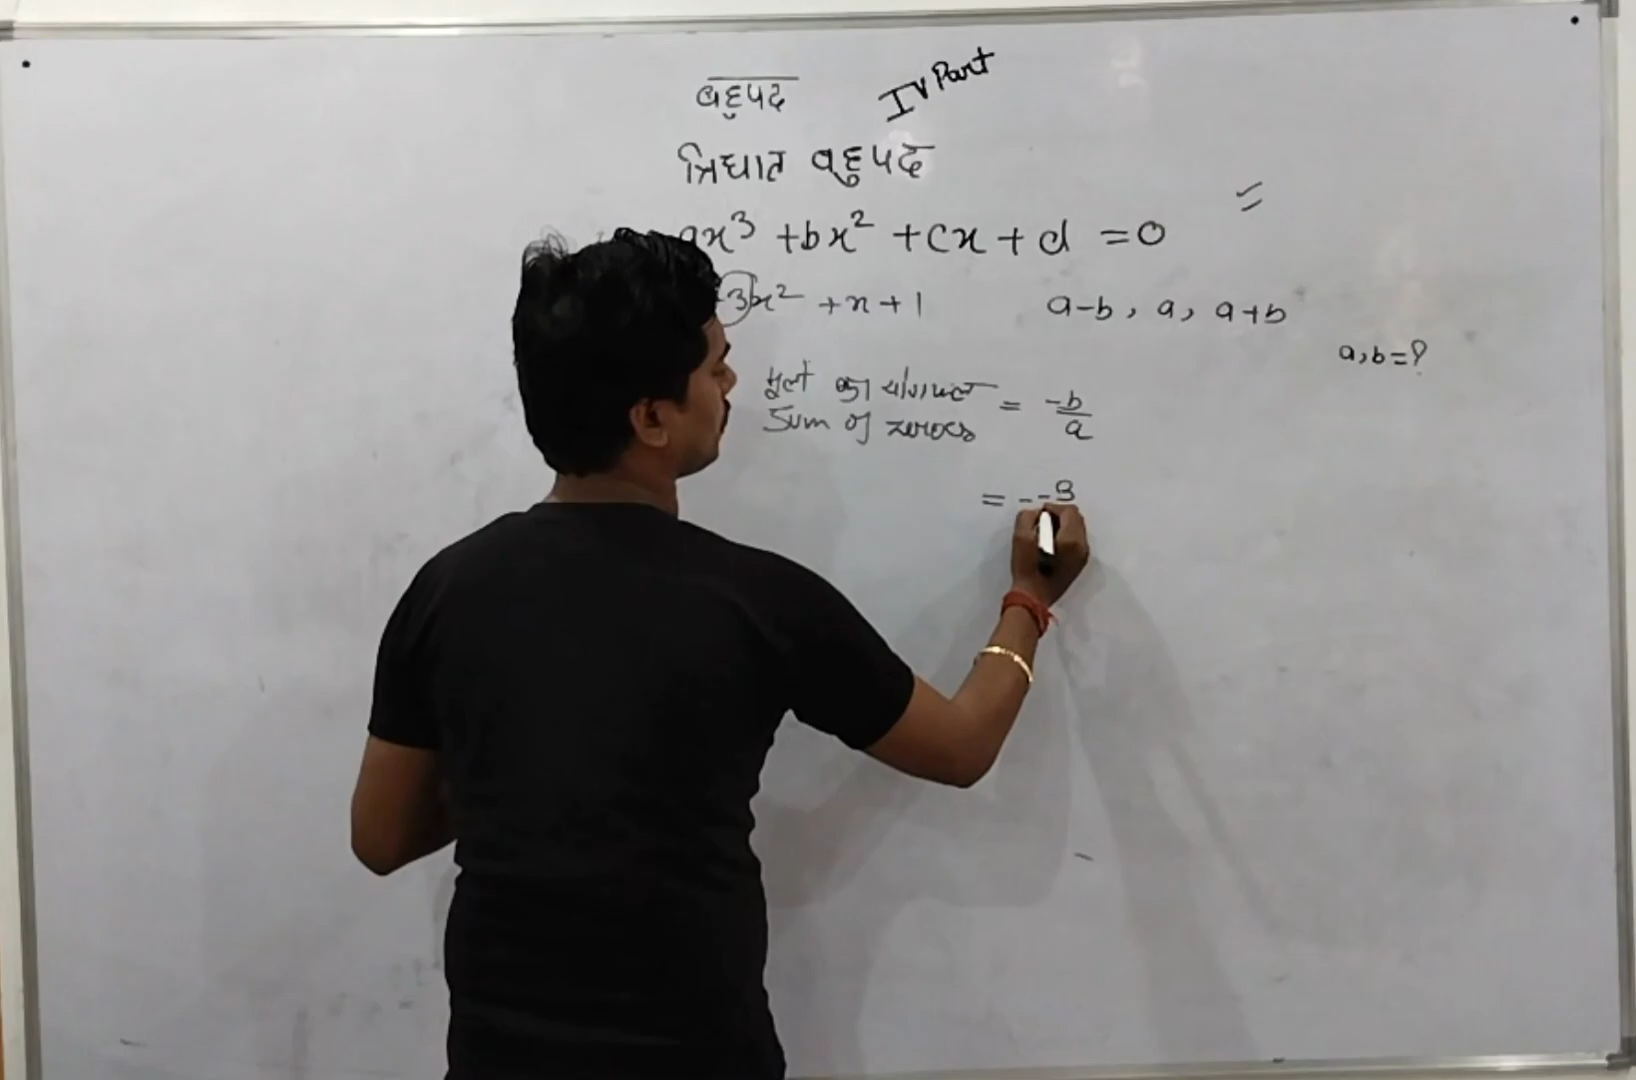 बहुपद
IV Part
त्रिघात बहुपद
ax³ + bx² + cx + d = 0
=
3x² + x + 1
a-b, a, a+b
a, b = ?
का योगफल
Sum of zeroes = -b/a
= - -3